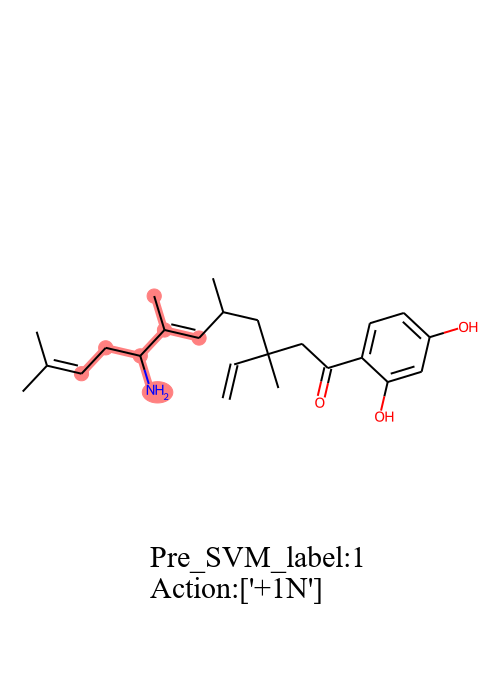 OH
NH2
O
OH
Pre_SVM_label:1
Action:['+1N']